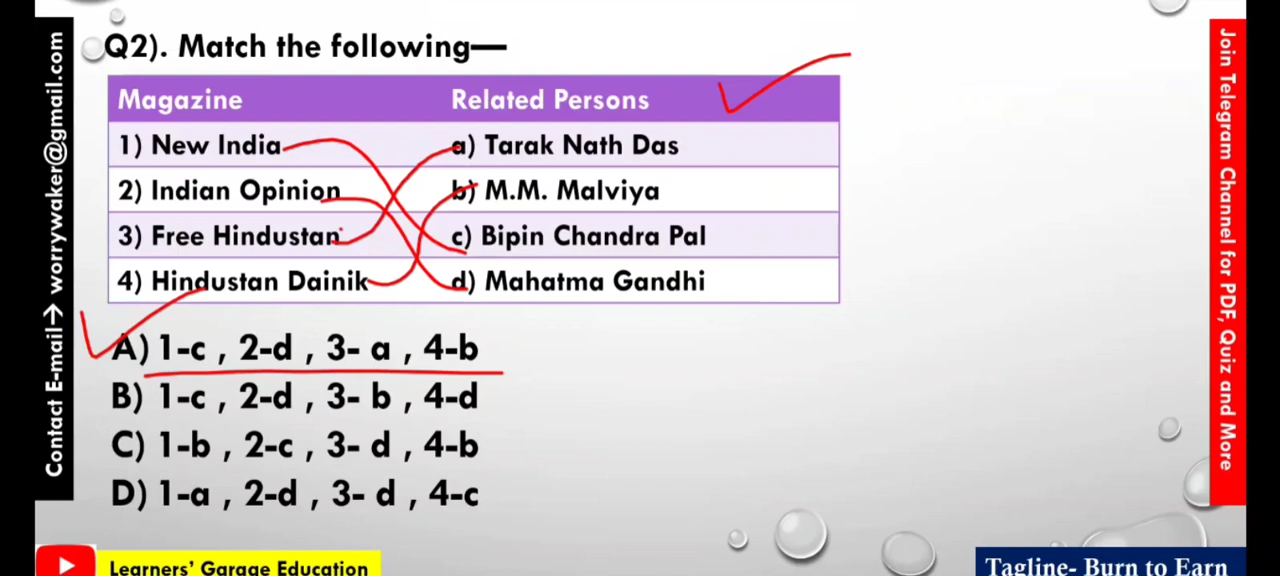 Q2). Match the following—
Magazine Related Persons
1) New India a) Tarak Nath Das
2) Indian Opinion b) M.M. Malviya
3) Free Hindustan c) Bipin Chandra Pal
4) Hindustan Dainik d) Mahatma Gandhi
A) 1-c , 2-d , 3- a , 4-b
B) 1-c , 2-d , 3- b , 4-d
C) 1-b , 2-c , 3- d , 4-b
D) 1-a , 2-d , 3- d , 4-c
Contact E-mail→ worrywaker@gmail.com
Join Telegram Channel for PDF, Quiz and More
Learners' Garage Education
Tagline- Burn to Earn